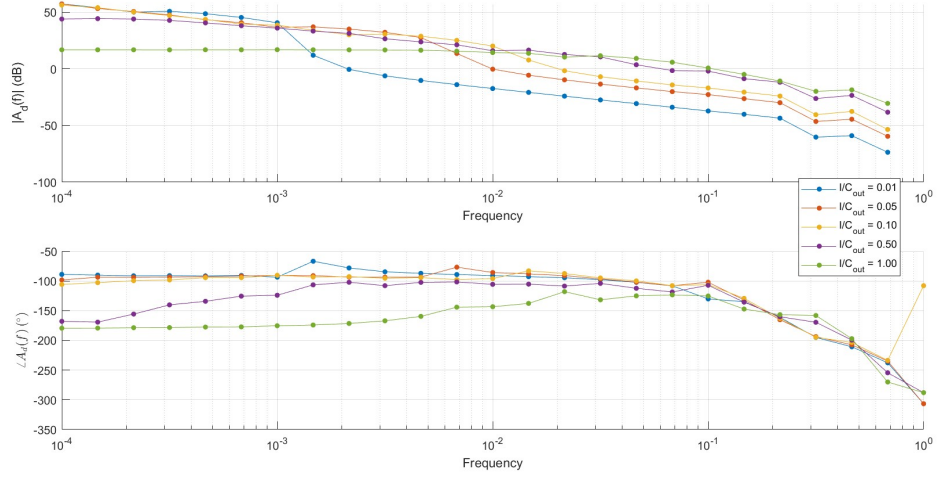 |A_d(f)| (dB)
50
0
-50
-100
10^-4
10^-3
10^-2
10^-1
10^0
Frequency
I/C_out = 0.01
I/C_out = 0.05
I/C_out = 0.10
I/C_out = 0.50
I/C_out = 1.00
∠A_d(f) (°)
-50
-100
-150
-200
-250
-300
-350
10^-4
10^-3
10^-2
10^-1
10^0
Frequency